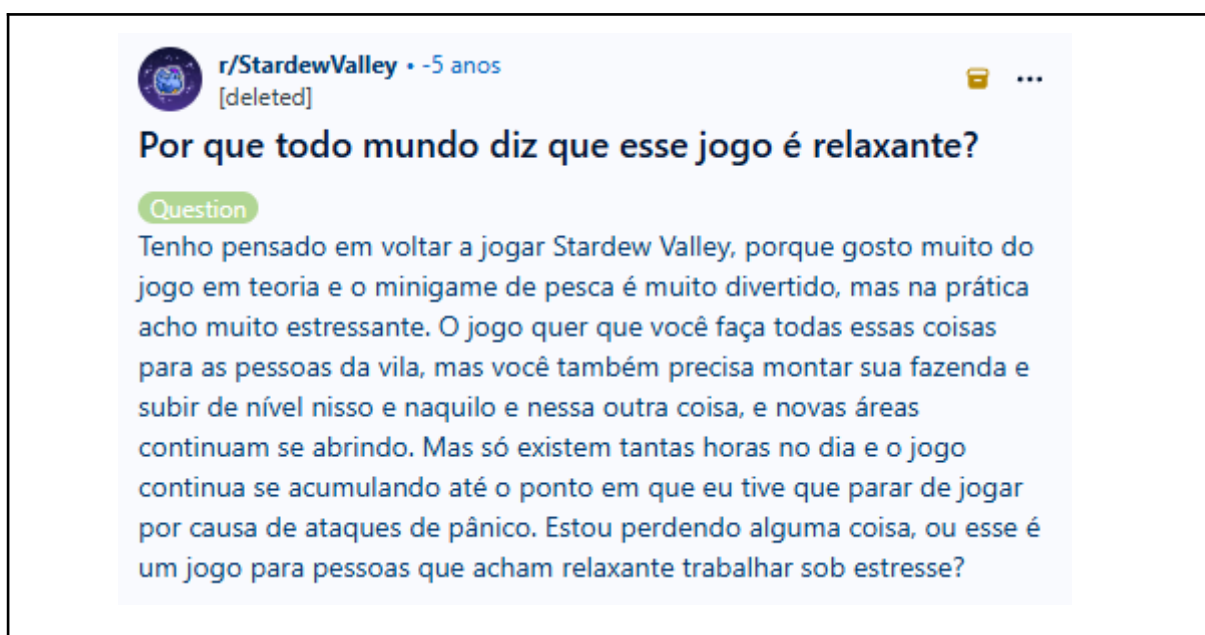 r/StardewValley • -5 anos
[deleted]
Por que todo mundo diz que esse jogo é relaxante?
Question
Tenho pensado em voltar a jogar Stardew Valley, porque gosto muito do
jogo em teoria e o minigame de pesca é muito divertido, mas na prática
acho muito estressante. O jogo quer que você faça todas essas coisas
para as pessoas da vila, mas você também precisa montar sua fazenda e
subir de nível nisso e naquilo e nessa outra coisa, e novas áreas
continuam se abrindo. Mas só existem tantas horas no dia e o jogo
continua se acumulando até o ponto em que eu tive que parar de jogar
por causa de ataques de pânico. Estou perdendo alguma coisa, ou esse é
um jogo para pessoas que acham relaxante trabalhar sob estresse?